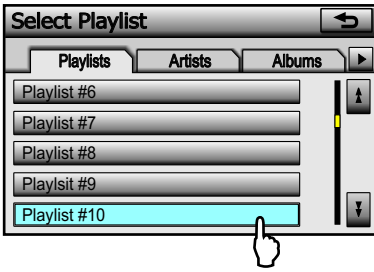 Select Playlist
Playlists Artists Albums
Playlist #6
Playlist #7
Playlist #8
Playlsit #9
Playlist #10